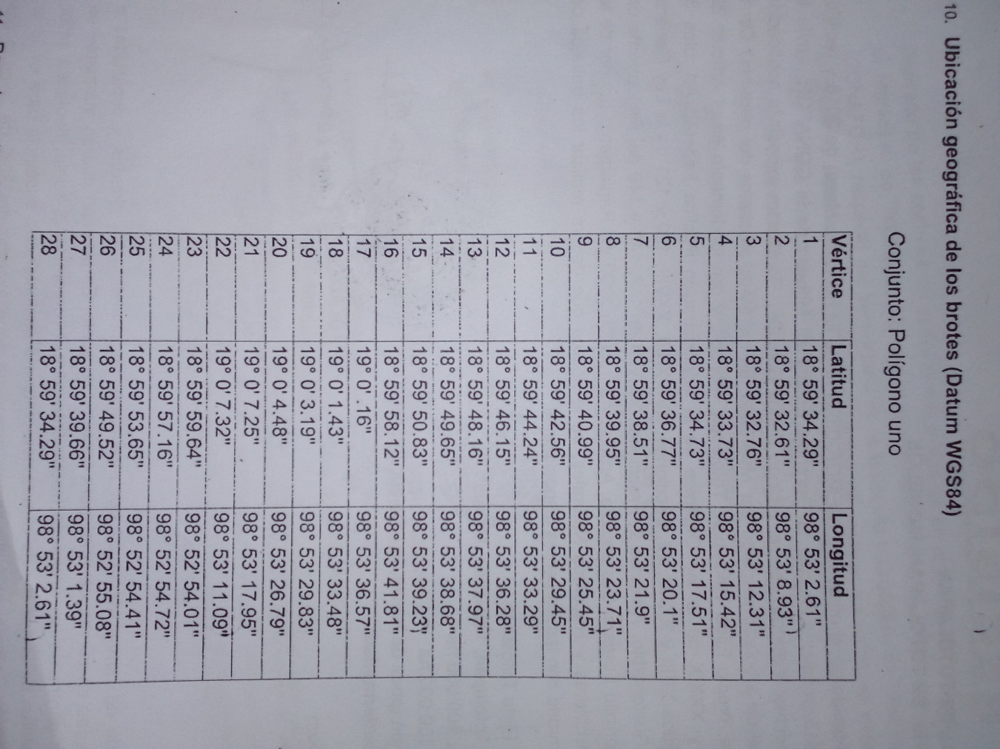 10. Ubicación geográfica de los brotes (Datum WGS84)
Conjunto: Polígono uno
Vértice Latitud Longitud
1 18° 59' 34.29" 98° 53' 2.61"
2 18° 59' 32.61" 98° 53' 8.93"
3 18° 59' 32.76" 98° 53' 12.31"
4 18° 59' 33.73" 98° 53' 15.42"
5 18° 59' 34.73" 98° 53' 17.51"
6 18° 59' 36.77" 98° 53' 20.1"
7 18° 59' 38.51" 98° 53' 21.9"
8 18° 59' 39.95" 98° 53' 23.71"
9 18° 59' 40.99" 98° 53' 25.45"
10 18° 59' 42.56" 98° 53' 29.45"
11 18° 59' 44.24" 98° 53' 33.29"
12 18° 59' 46.15" 98° 53' 36.28"
13 18° 59' 48.16" 98° 53' 37.97"
14 18° 59' 49.65" 98° 53' 38.68"
15 18° 59' 50.83" 98° 53' 39.23"
16 18° 59' 58.12" 98° 53' 41.81"
17 19° 0' .16" 98° 53' 36.57"
18 19° 0' 1.43" 98° 53' 33.48"
19 19° 0' 3.19" 98° 53' 29.83"
20 19° 0' 4.48" 98° 53' 26.79"
21 19° 0' 7.25" 98° 53' 17.95"
22 19° 0' 7.32" 98° 53' 11.09"
23 18° 59' 59.64" 98° 52' 54.01"
24 18° 59' 57.16" 98° 52' 54.72"
25 18° 59' 53.65" 98° 52' 54.41"
26 18° 59' 49.52" 98° 52' 55.08"
27 18° 59' 39.66" 98° 53' 1.39"
28 18° 59' 34.29" 98° 53' 2.61"